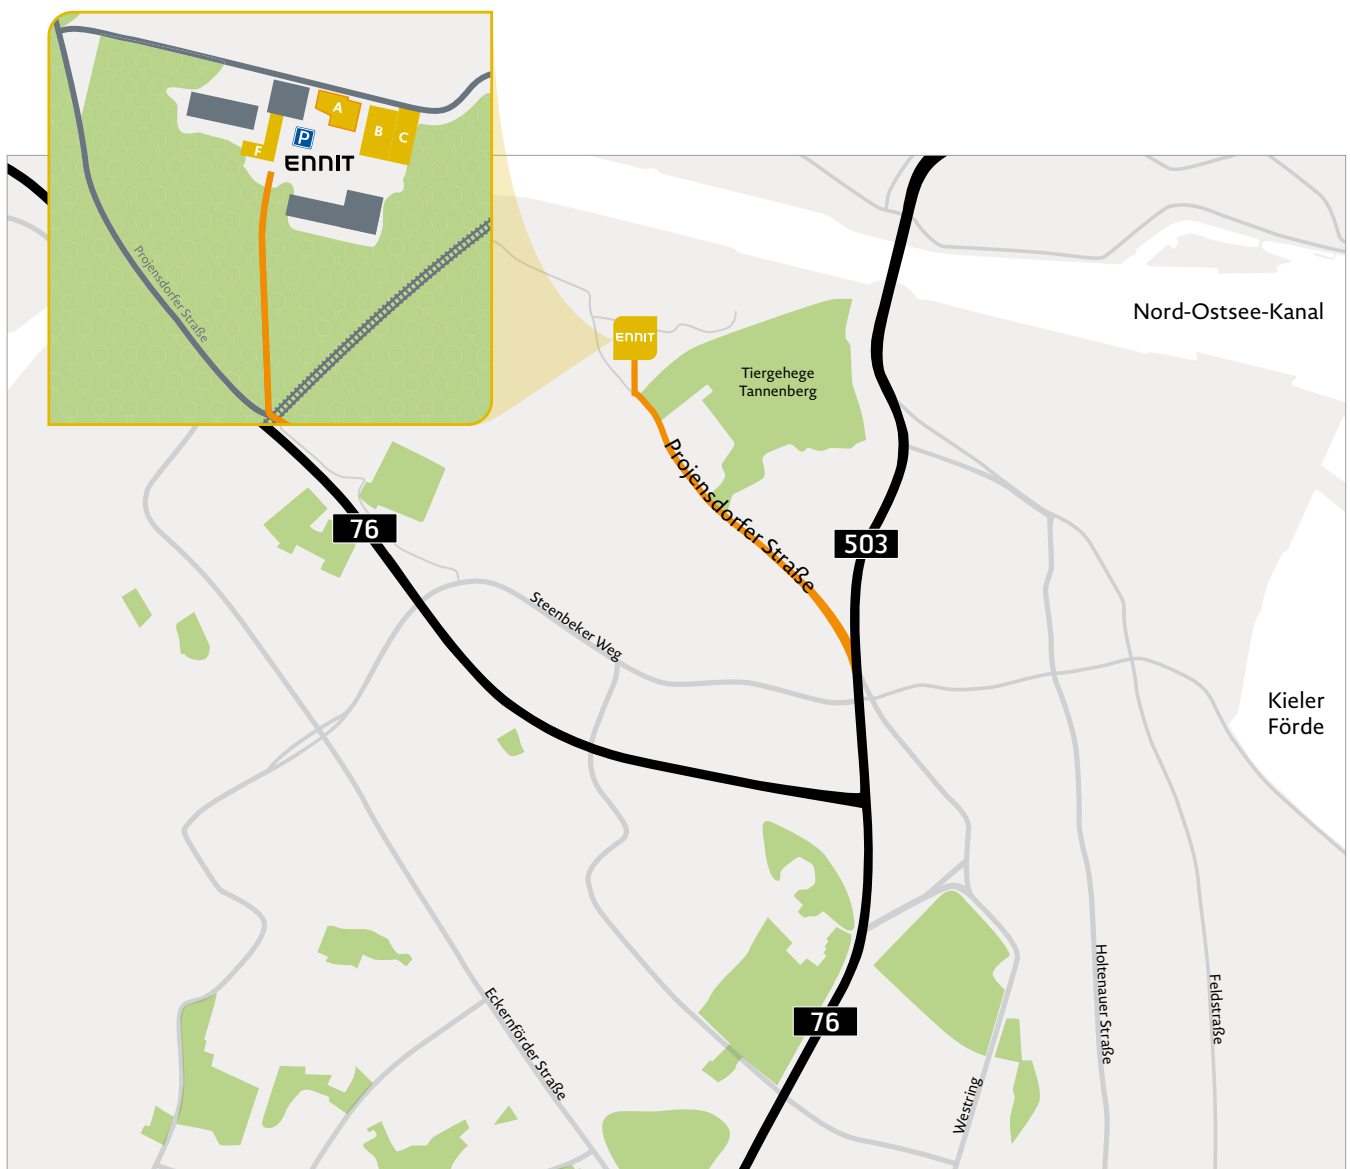 A
B
C
P
F
ENNIT
Projensdorfer Straße
Nord-Ostsee-Kanal
ENNIT
Tiergehege
Tannenberg
Projensdorfer Straße
76
503
Steenbeker Weg
Kieler
Förde
Holtenauer Straße
Feldstraße
Eckernförder Straße
76
Westring